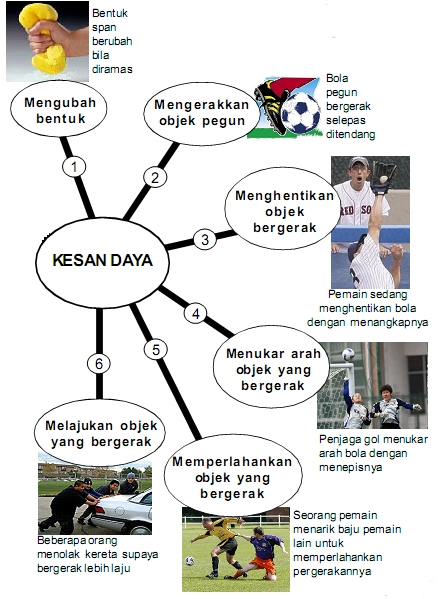 Bentuk
span
berubah
bila
diramas
Mengubah
bentuk
1
Mengerakkan
objek pegun
2
Bola
pegun
bergerak
selepas
ditendang
Menghentikan
objek
bergerak
3
RED SO
Pemain sedang
menghentikan bola
dengan menangkapnya
KESAN DAYA
4
Menukar arah
objek yang
bergerak
Penjaga gol menukar
arah bola dengan
menepisnya
5
Memperlahankan
objek yang
bergerak
Seorang pemain
menarik baju pemain
lain untuk
memperlahankan
pergerakannya
6
Melajukan objek
yang bergerak
Beberapa orang
menolak kereta supaya
bergerak lebih laju